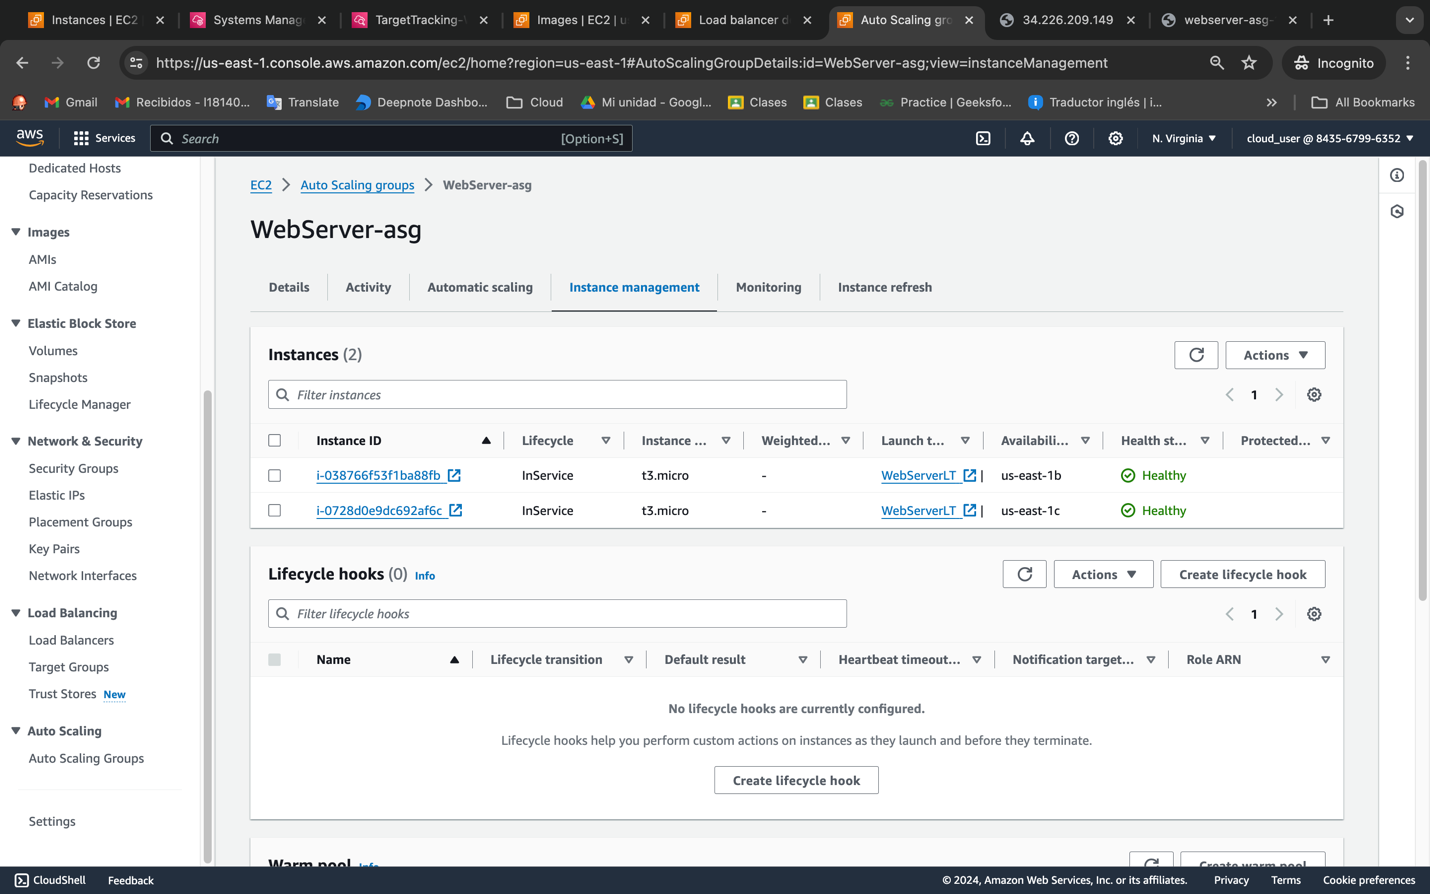 Instances | EC2
Systems Mana
TargetTracking-
Images | EC2 | u
Load balancer d
Auto Scaling gro
34.226.209.149
webserver-asg-
https://us-east-1.console.aws.amazon.com/ec2/home?region=us-east-1#AutoScalingGroupDetails:id=WebServer-asg;view=instanceManagement
Incognito
Gmail
Recibidos - I18140...
Translate
Deepnote Dashbo...
Cloud
Mi unidad - Googl...
Clases
Clases
Practice | Geeksfo...
Traductor inglés | i...
All Bookmarks
aws
Services
Search
[Option+S]
N. Virginia
cloud_user @ 8435-6799-6352
Dedicated Hosts
Capacity Reservations
Images
AMIs
AMI Catalog
Elastic Block Store
Volumes
Snapshots
Lifecycle Manager
Network & Security
Security Groups
Elastic IPs
Placement Groups
Key Pairs
Network Interfaces
Load Balancing
Load Balancers
Target Groups
Trust Stores New
Auto Scaling
Auto Scaling Groups
Settings
EC2 > Auto Scaling groups > WebServer-asg
WebServer-asg
Details
Activity
Automatic scaling
Instance management
Monitoring
Instance refresh
Instances (2)
Actions
Filter instances
1
Instance ID Lifecycle Instance ... Weighted... Launch t... Availabili... Health st... Protected...
i-038766f53f1ba88fb InService t3.micro - WebServerLT | us-east-1b Healthy
i-0728d0e9dc692af6c InService t3.micro - WebServerLT | us-east-1c Healthy
Lifecycle hooks (0) Info
Actions
Create lifecycle hook
Filter lifecycle hooks
1
Name Lifecycle transition Default result Heartbeat timeout... Notification target... Role ARN
No lifecycle hooks are currently configured.
Lifecycle hooks help you perform custom actions on instances as they launch and before they terminate.
Create lifecycle hook
Warm pool Info
Create warm pool
CloudShell
Feedback
© 2024, Amazon Web Services, Inc. or its affiliates.
Privacy
Terms
Cookie preferences